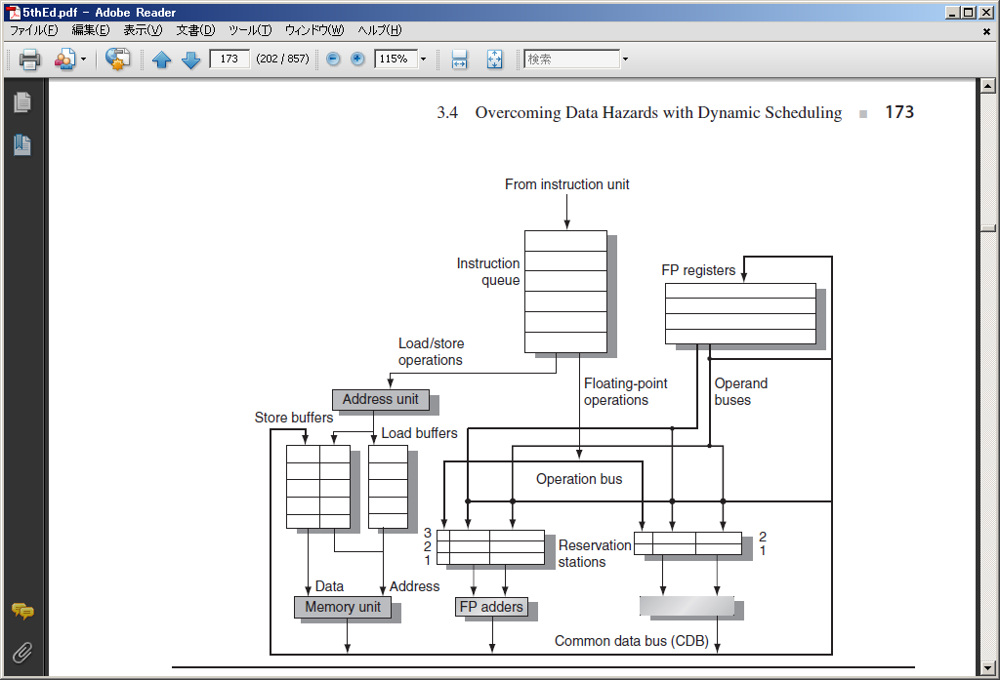 5thEd.pdf - Adobe Reader
ファイル(F) 編集(E) 表示(V) 文書(D) ツール(T) ウィンドウ(W) ヘルプ(H)
173 (202 / 857) 115% 検索
3.4 Overcoming Data Hazards with Dynamic Scheduling ■ 173
From instruction unit
Instruction
queue
FP registers
Load/store
operations
Floating-point
operations
Operand
buses
Address unit
Store buffers
Load buffers
Operation bus
3
2
1
Reservation
stations
2
1
Data
Address
Memory unit
FP adders
Common data bus (CDB)